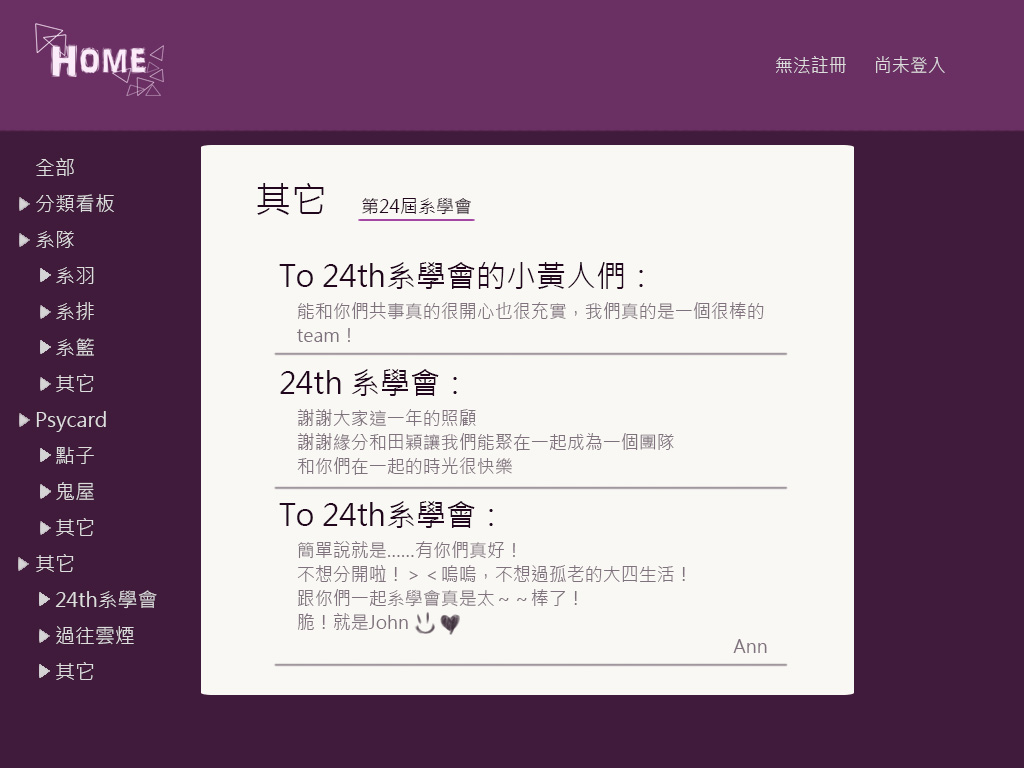 HOME
無法註冊 尚未登入
全部
分類看板
系隊
系羽
系排
系籃
其它
Psycard
點子
鬼屋
其它
其它
24th系學會
過往雲煙
其它
其它 第24屆系學會
To 24th系學會的小黃人們：
能和你們共事真的很開心也很充實，我們真的是一個很棒的
team！
24th 系學會：
謝謝大家這一年的照顧
謝謝緣分和田穎讓我們能聚在一起成為一個團隊
和你們在一起的時光很快樂
To 24th系學會：
簡單說就是......有你們真好！
不想分開啦！＞＜嗚嗚，不想過孤老的大四生活！
跟你們一起系學會真是太～～棒了！
脆！就是John
Ann